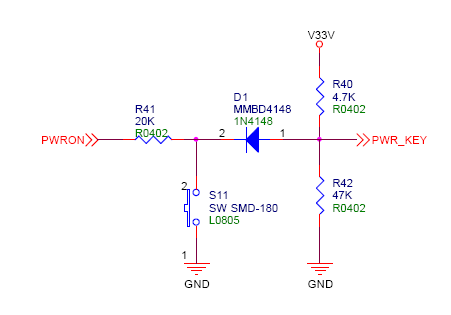 V33V
R40
4.7K
R0402
D1
MMBD4148
1N4148
R41
20K
R0402
PWRON
2
1
PWR_KEY
R42
47K
R0402
2
S11
SW SMD-180
L0805
1
GND
GND